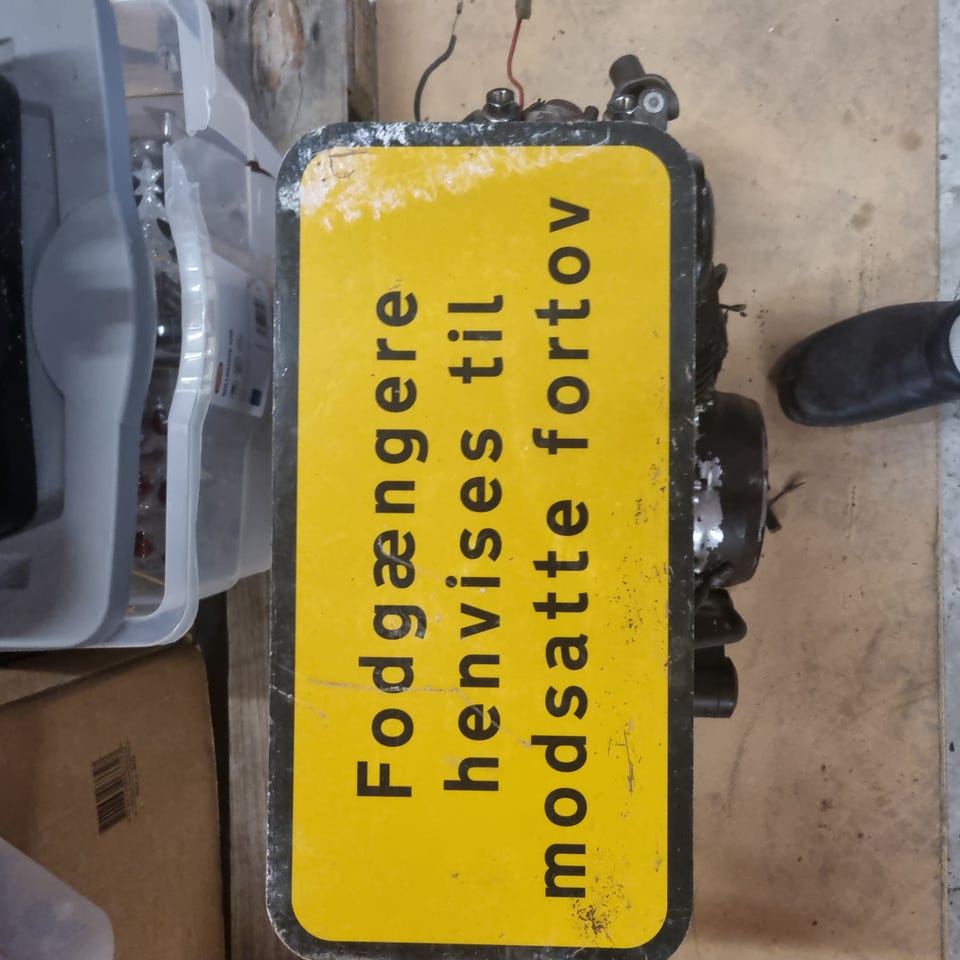 Fodgængere
henvises til
modsatte fortov